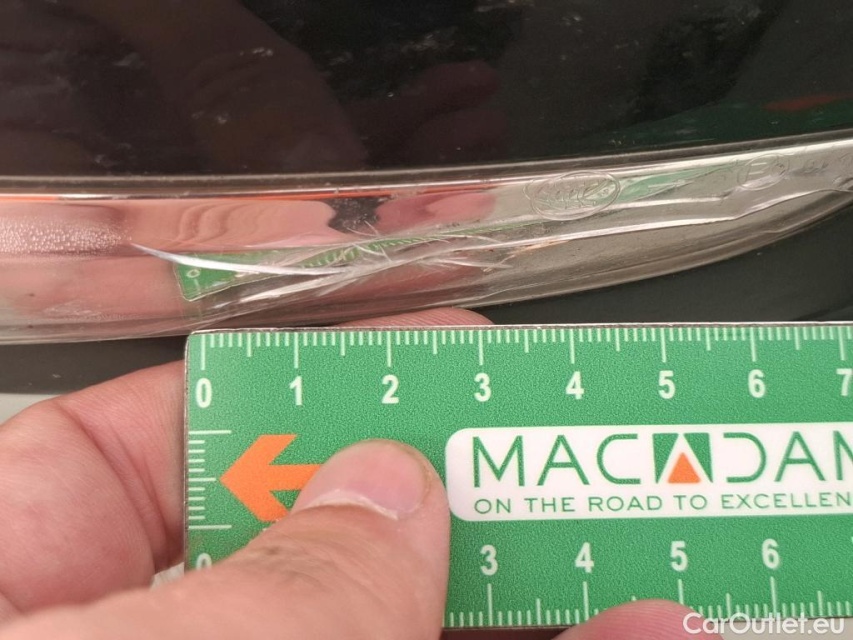 0 1 2 3 4 5 6 7
MACADAM
ON THE ROAD TO EXCELLEN
0 3 4 5 6
CarOutlet.eu